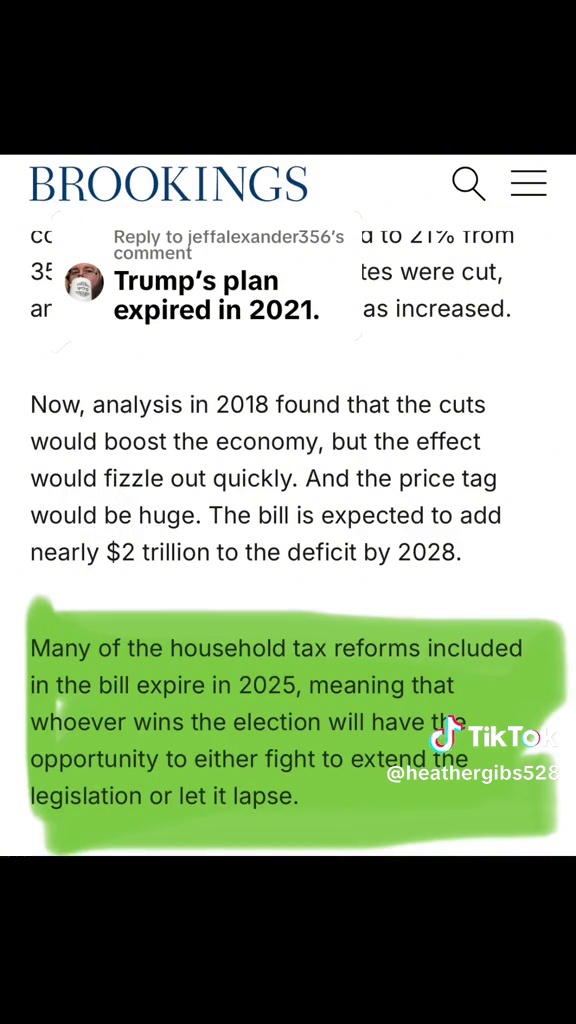 BROOKINGS
Reply to jeffalexander356's
comment
Trump's plan
expired in 2021.
to 21% from
35
tes were cut,
as increased.
Now, analysis in 2018 found that the cuts
would boost the economy, but the effect
would fizzle out quickly. And the price tag
would be huge. The bill is expected to add
nearly $2 trillion to the deficit by 2028.
Many of the household tax reforms included
in the bill expire in 2025, meaning that
whoever wins the election will have the
opportunity to either fight to extend the
legislation or let it lapse.
TikTok
@heathergibs528